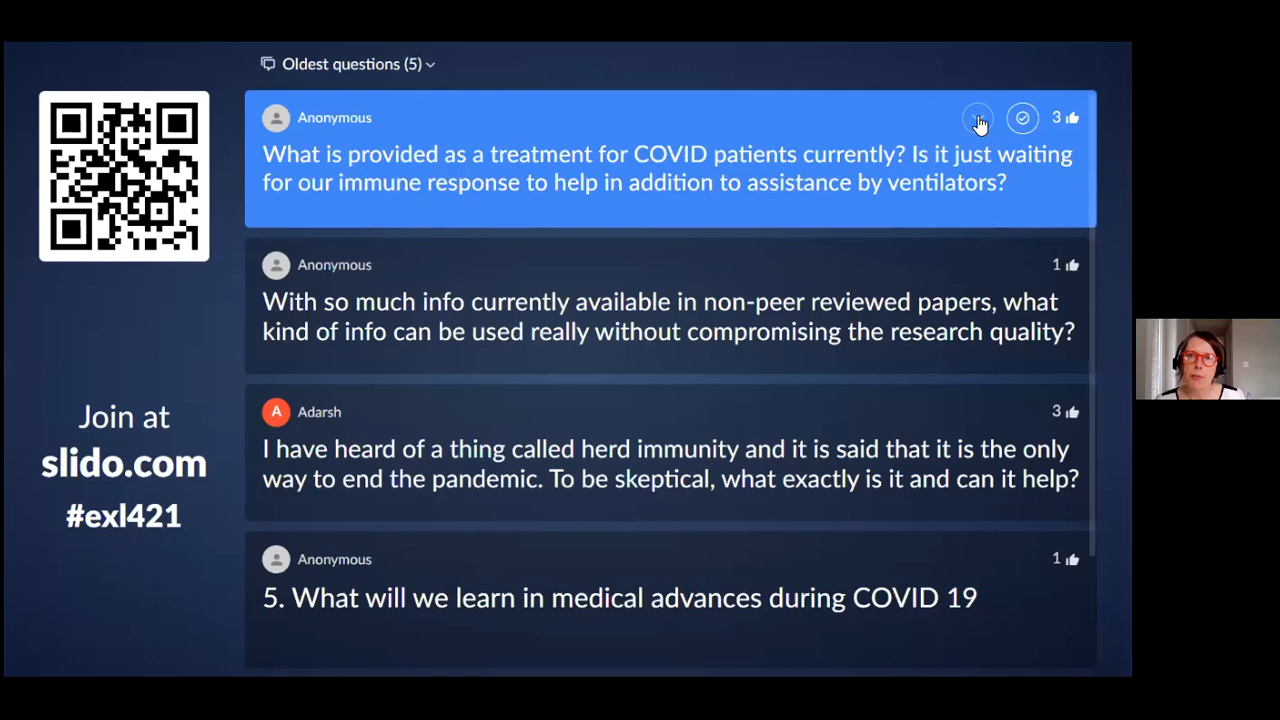 Oldest questions (5)
Anonymous
3
What is provided as a treatment for COVID patients currently? Is it just waiting
for our immune response to help in addition to assistance by ventilators?
Anonymous
1
With so much info currently available in non-peer reviewed papers, what
kind of info can be used really without compromising the research quality?
A Adarsh
3
I have heard of a thing called herd immunity and it is said that it is the only
way to end the pandemic. To be skeptical, what exactly is it and can it help?
Anonymous
1
5. What will we learn in medical advances during COVID 19
Join at
slido.com
#exl421